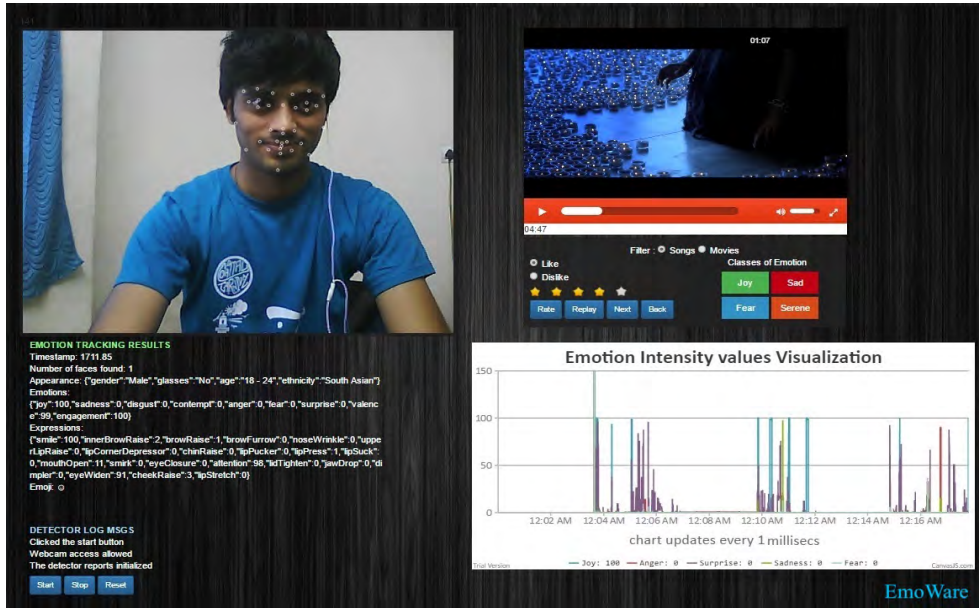 DIGITAL
EMOTION TRACKING RESULTS
Timestamp: 1711.85
Number of faces found: 1
Appearance: {"gender":"Male","glasses":"No","age":"18 - 24","ethnicity":"South Asian"}
Emotions:
{"joy":100,"sadness":0,"disgust":0,"contempt":0,"anger":0,"fear":0,"surprise":0,"valenc
e":99,"engagement":100}
Expressions:
{"smile":100,"innerBrowRaise":2,"browRaise":1,"browFurrow":0,"noseWrinkle":0,"uppe
rLipRaise":0,"lipCornerDepressor":0,"chinRaise":0,"lipPucker":0,"lipPress":1,"lipSuck":
0,"mouthOpen":11,"smirk":0,"eyeClosure":0,"attention":98,"lidTighten":0,"jawDrop":0,"di
mpler":0,"eyeWiden":91,"cheekRaise":3,"lipStretch":0}
Emoji: ☺
DETECTOR LOG MSGS
Clicked the start button
Webcam access allowed
The detector reports initialized
Start Stop Reset
01:07
04:47
Filter : Songs Movies
Like
Dislike
Rate Replay Next Back
Classes of Emotion
Joy Sad
Fear Serene
Emotion Intensity values Visualization
150
100
50
0
12:02 AM 12:04 AM 12:06 AM 12:08 AM 12:10 AM 12:12 AM 12:14 AM 12:16 AM
chart updates every 1 millisecs
Trial Version
Joy: 100 Anger: 0 Surprise: 0 Sadness: 0 Fear: 0
CanvasJS.com
EmoWare